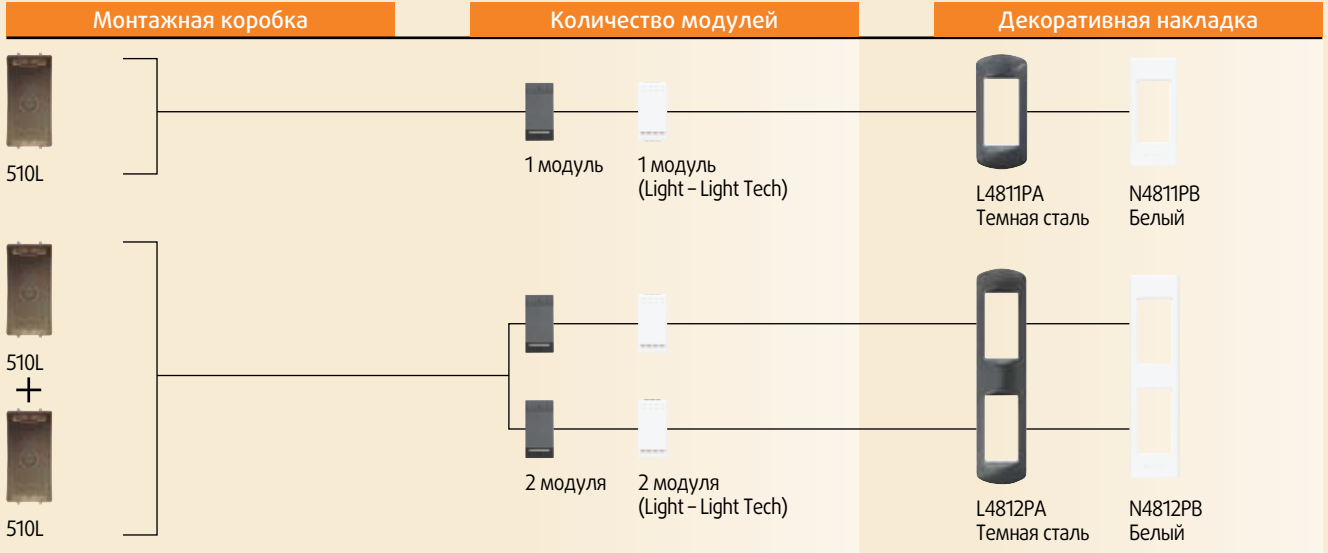 Монтажная коробка
Количество модулей
Декоративная накладка
510L
1 модуль
1 модуль
(Light – Light Tech)
L4811PA
Темная сталь
N4811PB
Белый
510L
+
510L
2 модуля
2 модуля
(Light – Light Tech)
L4812PA
Темная сталь
N4812PB
Белый